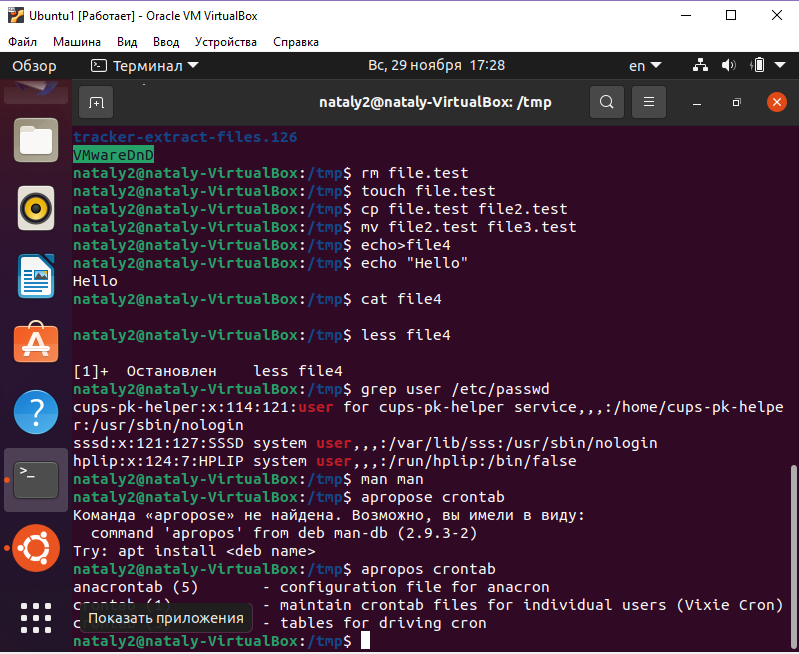 Ubuntu1 [Работает] - Oracle VM VirtualBox
Файл Машина Вид Ввод Устройства Справка
Обзор Терминал Вс, 29 ноября 17:28 en
nataly2@nataly-VirtualBox: /tmp
tracker-extract-files.126
VMwareDnD
nataly2@nataly-VirtualBox:/tmp$ rm file.test
nataly2@nataly-VirtualBox:/tmp$ touch file.test
nataly2@nataly-VirtualBox:/tmp$ cp file.test file2.test
nataly2@nataly-VirtualBox:/tmp$ mv file2.test file3.test
nataly2@nataly-VirtualBox:/tmp$ echo>file4
nataly2@nataly-VirtualBox:/tmp$ echo "Hello"
Hello
nataly2@nataly-VirtualBox:/tmp$ cat file4
nataly2@nataly-VirtualBox:/tmp$ less file4
[1]+ Остановлен less file4
nataly2@nataly-VirtualBox:/tmp$ grep user /etc/passwd
cups-pk-helper:x:114:121:user for cups-pk-helper service,,,:/home/cups-pk-helpe
r:/usr/sbin/nologin
sssd:x:121:127:SSSD system user,,,:/var/lib/sss:/usr/sbin/nologin
hplip:x:124:7:HPLIP system user,,,:/run/hplip:/bin/false
nataly2@nataly-VirtualBox:/tmp$ man man
nataly2@nataly-VirtualBox:/tmp$ apropose crontab
Команда «apropose» не найдена. Возможно, вы имели в виду:
command 'apropos' from deb man-db (2.9.3-2)
Try: apt install <deb name>
nataly2@nataly-VirtualBox:/tmp$ apropos crontab
anacrontab (5) - configuration file for anacron
crontab (1) - maintain crontab files for individual users (Vixie Cron)
Показать приложения - tables for driving cron
nataly2@nataly-VirtualBox:/tmp$